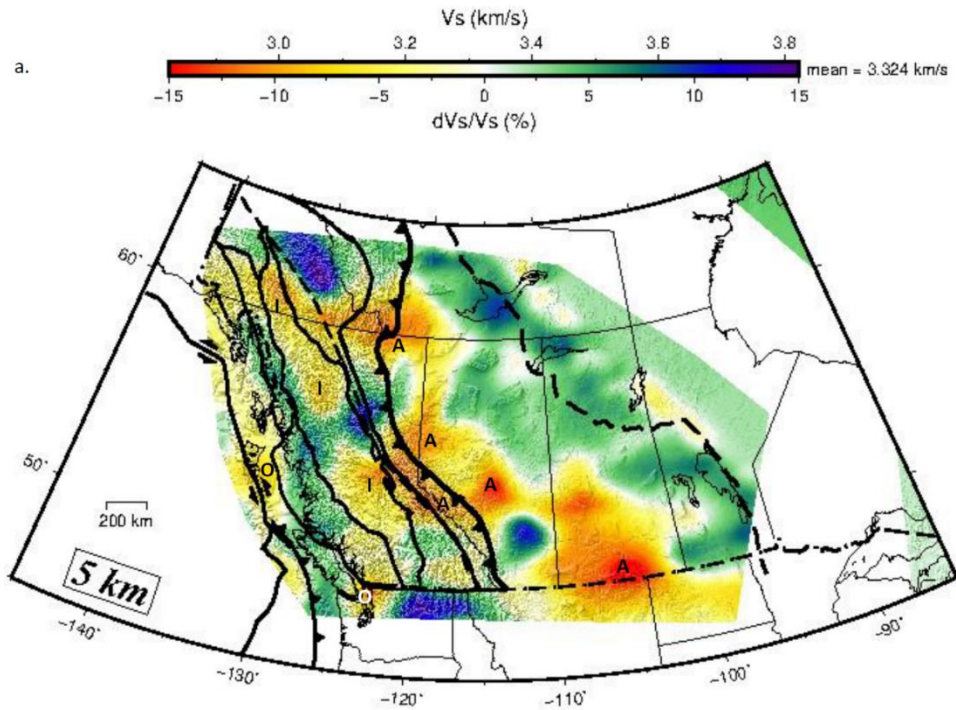 Vs (km/s)
3.0 3.2 3.4 3.6 3.8
a.
mean = 3.324 km/s
−15 −10 −5 0 5 10 15
dVs/Vs (%)
60°
I
A
I
A
O
I
A
A
50°
200 km
A
O
5 km
−140°
−130°
−120°
−110°
−100°
−90°